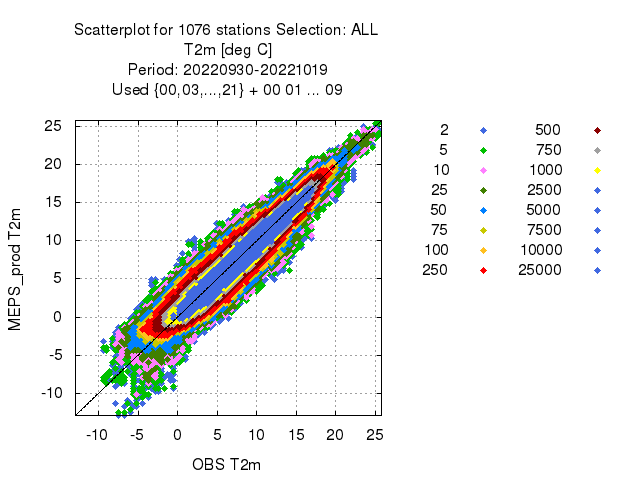 Scatterplot for 1076 stations Selection: ALL
T2m [deg C]
Period: 20220930-20221019
Used {00,03,...,21} + 00 01 ... 09
MEPS_prod T2m
25
20
15
10
5
0
-5
-10
-10 -5 0 5 10 15 20 25
OBS T2m
2 500
5 750
10 1000
25 2500
50 5000
75 7500
100 10000
250 25000